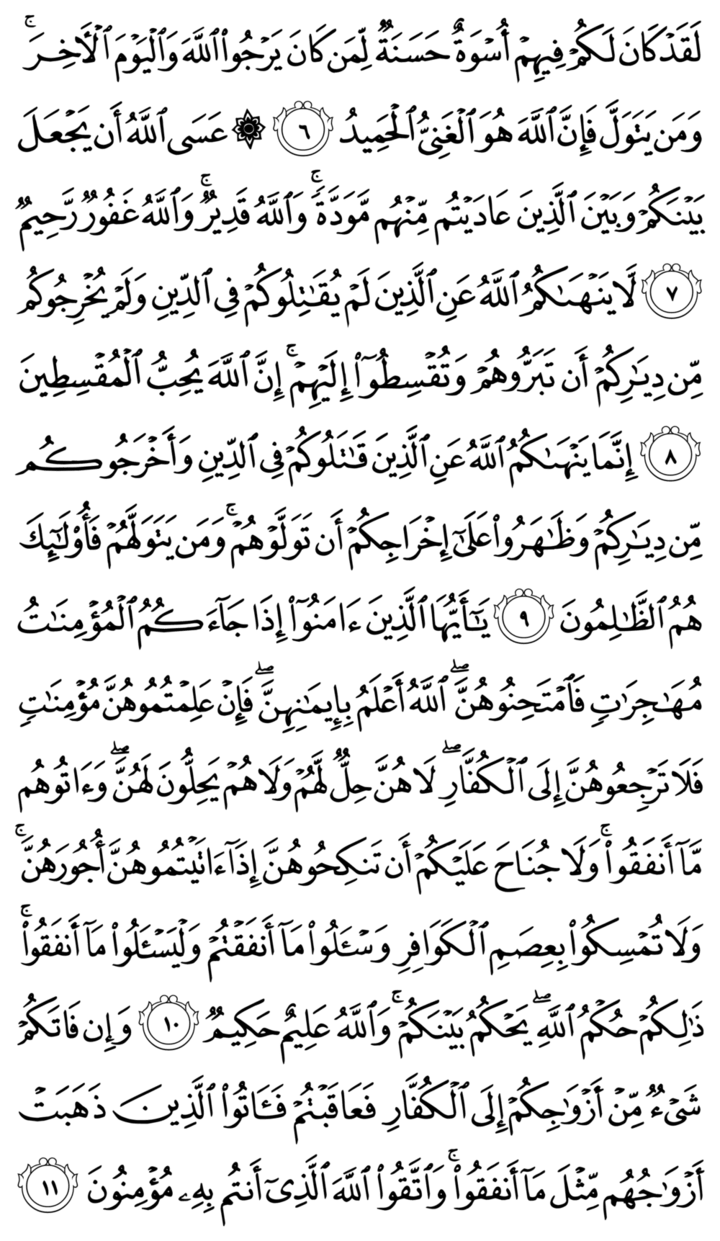 لَقَدۡ كَانَ لَكُمۡ فِيهِمۡ أُسۡوَةٌ حَسَنَةٞ لِّمَن كَانَ يَرۡجُواْ ٱللَّهَ وَٱلۡيَوۡمَ ٱلۡأٓخِرَۚ
وَمَن يَتَوَلَّ فَإِنَّ ٱللَّهَ هُوَ ٱلۡغَنِيُّ ٱلۡحَمِيدُ ٦ ۞ عَسَى ٱللَّهُ أَن يَجۡعَلَ
بَيۡنَكُمۡ وَبَيۡنَ ٱلَّذِينَ عَادَيۡتُم مِّنۡهُم مَّوَدَّةٗۚ وَٱللَّهُ قَدِيرٞۚ وَٱللَّهُ غَفُورٞ رَّحِيمٞ
٧ لَّا يَنۡهَىٰكُمُ ٱللَّهُ عَنِ ٱلَّذِينَ لَمۡ يُقَٰتِلُوكُمۡ فِي ٱلدِّينِ وَلَمۡ يُخۡرِجُوكُم
مِّن دِيَٰرِكُمۡ أَن تَبَرُّوهُمۡ وَتُقۡسِطُوٓاْ إِلَيۡهِمۡۚ إِنَّ ٱللَّهَ يُحِبُّ ٱلۡمُقۡسِطِينَ
٨ إِنَّمَا يَنۡهَىٰكُمُ ٱللَّهُ عَنِ ٱلَّذِينَ قَٰتَلُوكُمۡ فِي ٱلدِّينِ وَأَخۡرَجُوكُم
مِّن دِيَٰرِكُمۡ وَظَٰهَرُواْ عَلَىٰٓ إِخۡرَاجِكُمۡ أَن تَوَلَّوۡهُمۡۚ وَمَن يَتَوَلَّهُمۡ فَأُوْلَٰٓئِكَ
هُمُ ٱلظَّٰلِمُونَ ٩ يَٰٓأَيُّهَا ٱلَّذِينَ ءَامَنُوٓاْ إِذَا جَآءَكُمُ ٱلۡمُؤۡمِنَٰتُ
مُهَٰجِرَٰتٖ فَٱمۡتَحِنُوهُنَّۖ ٱللَّهُ أَعۡلَمُ بِإِيمَٰنِهِنَّۖ فَإِنۡ عَلِمۡتُمُوهُنَّ مُؤۡمِنَٰتٖ
فَلَا تَرۡجِعُوهُنَّ إِلَى ٱلۡكُفَّارِۖ لَا هُنَّ حِلّٞ لَّهُمۡ وَلَا هُمۡ يَحِلُّونَ لَهُنَّۖ وَءَاتُوهُم
مَّآ أَنفَقُواْۚ وَلَا جُنَاحَ عَلَيۡكُمۡ أَن تَنكِحُوهُنَّ إِذَآ ءَاتَيۡتُمُوهُنَّ أُجُورَهُنَّۚ
وَلَا تُمۡسِكُواْ بِعِصَمِ ٱلۡكَوَافِرِ وَسۡـَٔلُواْ مَآ أَنفَقۡتُمۡ وَلۡيَسۡـَٔلُواْ مَآ أَنفَقُواْۚ
ذَٰلِكُمۡ حُكۡمُ ٱللَّهِۖ يَحۡكُمُ بَيۡنَكُمۡۚ وَٱللَّهُ عَلِيمٌ حَكِيمٞ ١٠ وَإِن فَاتَكُمۡ
شَيۡءٞ مِّنۡ أَزۡوَٰجِكُمۡ إِلَى ٱلۡكُفَّارِ فَعَاقَبۡتُمۡ فَـَٔاتُواْ ٱلَّذِينَ ذَهَبَتۡ
أَزۡوَٰجُهُم مِّثۡلَ مَآ أَنفَقُواْۚ وَٱتَّقُواْ ٱللَّهَ ٱلَّذِيٓ أَنتُم بِهِۦ مُؤۡمِنُونَ ١١